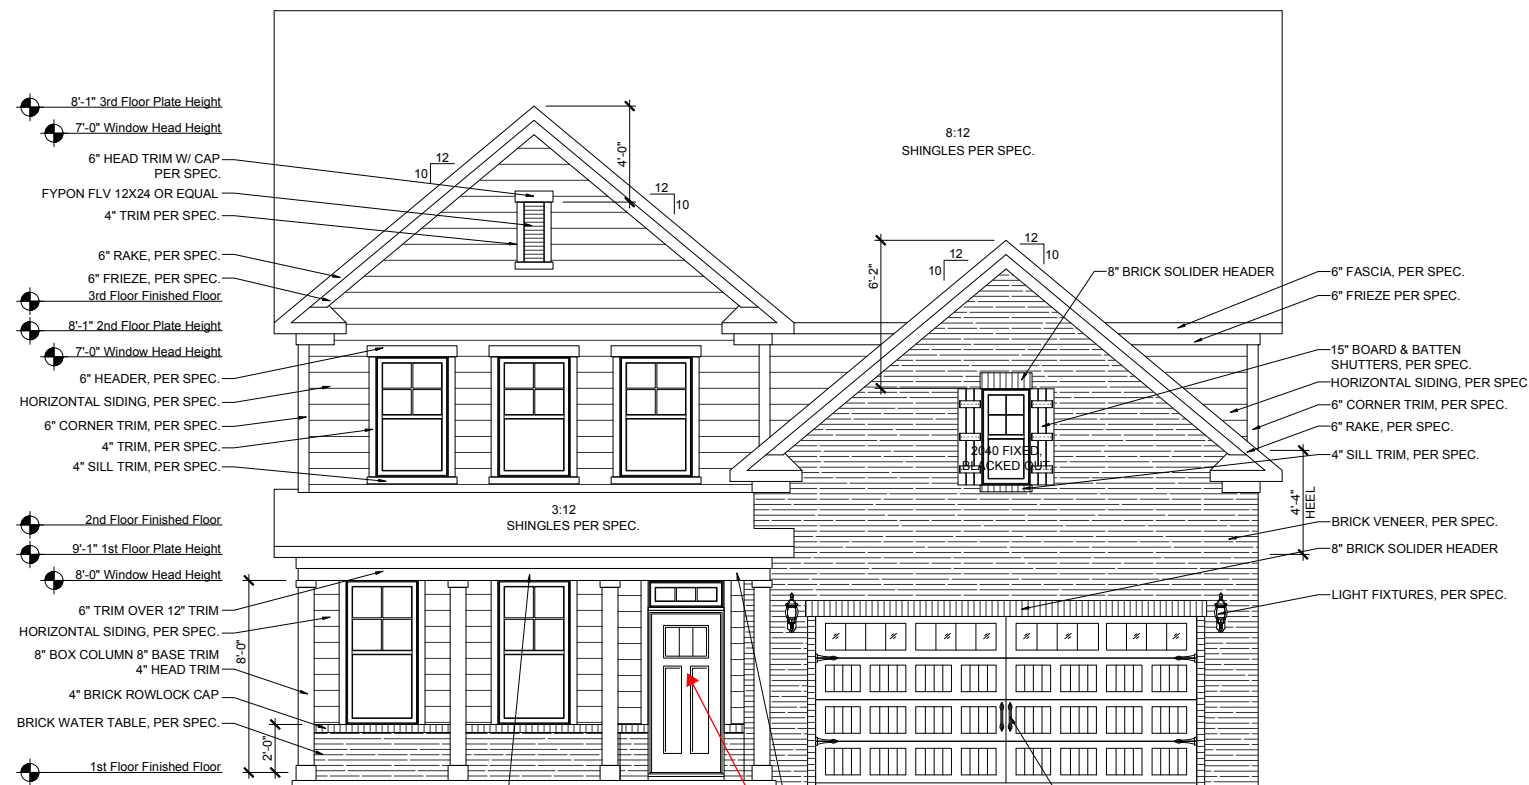 8'-1" 3rd Floor Plate Height
7'-0" Window Head Height
6" HEAD TRIM W/ CAP
PER SPEC.
FYPON FLV 12X24 OR EQUAL
4" TRIM PER SPEC.
6" RAKE, PER SPEC.
6" FRIEZE, PER SPEC.
3rd Floor Finished Floor
8'-1" 2nd Floor Plate Height
7'-0" Window Head Height
6" HEADER, PER SPEC.
HORIZONTAL SIDING, PER SPEC.
6" CORNER TRIM, PER SPEC.
4" TRIM, PER SPEC.
4" SILL TRIM, PER SPEC.
2nd Floor Finished Floor
9'-1" 1st Floor Plate Height
8'-0" Window Head Height
6" TRIM OVER 12" TRIM
HORIZONTAL SIDING, PER SPEC.
8" BOX COLUMN 8" BASE TRIM
4" HEAD TRIM
4" BRICK ROWLOCK CAP
BRICK WATER TABLE, PER SPEC.
1st Floor Finished Floor
8'-0"
2'-0"
12
10
4'-0"
12
10
8:12
SHINGLES PER SPEC.
3:12
SHINGLES PER SPEC.
6'-2"
12
10
12
10
8" BRICK SOLIDER HEADER
2040 FIXED,
BLACKED OUT
6" FASCIA, PER SPEC.
6" FRIEZE PER SPEC.
15" BOARD & BATTEN
SHUTTERS, PER SPEC.
HORIZONTAL SIDING, PER SPEC
6" CORNER TRIM, PER SPEC.
6" RAKE, PER SPEC.
4" SILL TRIM, PER SPEC.
4'-4"
HEEL
BRICK VENEER, PER SPEC.
8" BRICK SOLIDER HEADER
LIGHT FIXTURES, PER SPEC.